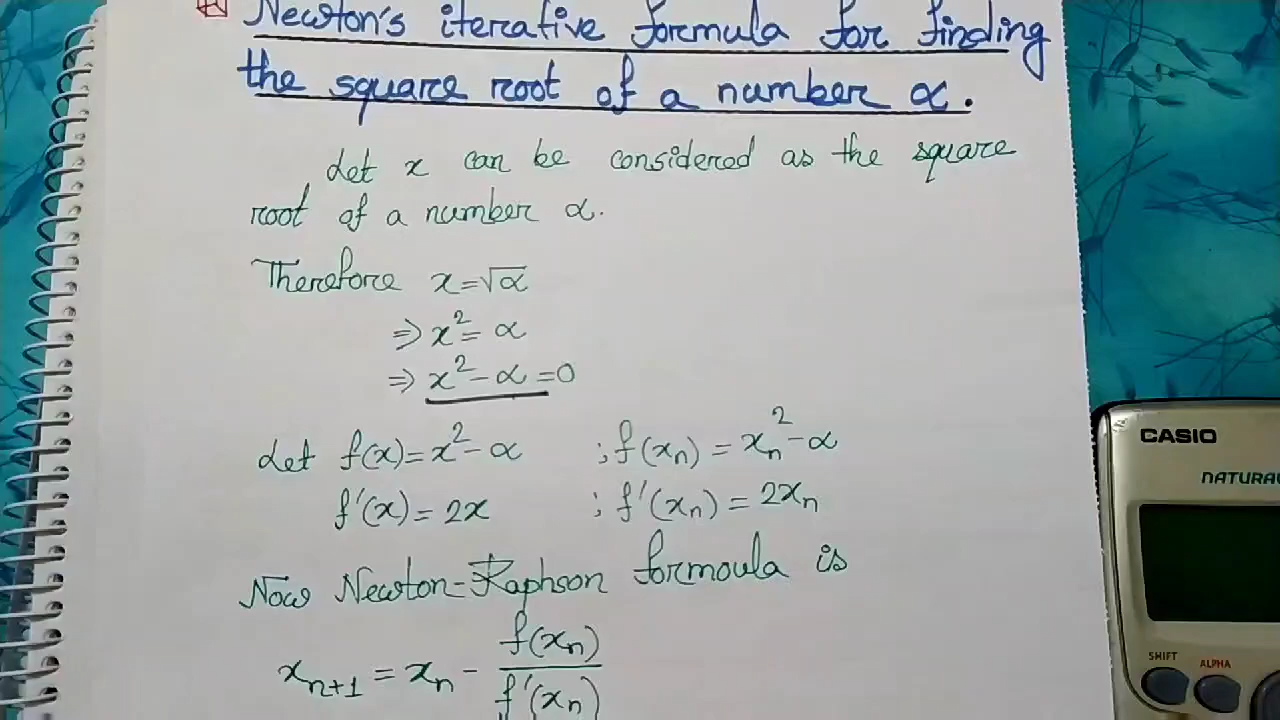 Newton's iterative formula for finding
the square root of a number α.
Let x can be considered as the square
root of a number α.
Therefore x=√α
⇒ x²= α
⇒ x²-α=0
Let f(x)=x²-α ; f(xₙ) = xₙ²-α
f'(x) = 2x ; f'(xₙ) = 2xₙ
Now Newton-Raphson formoula is
xₙ₊₁ = xₙ - f(xₙ)/f'(xₙ)
CASIO
NATURA
SHIFT
ALPHA